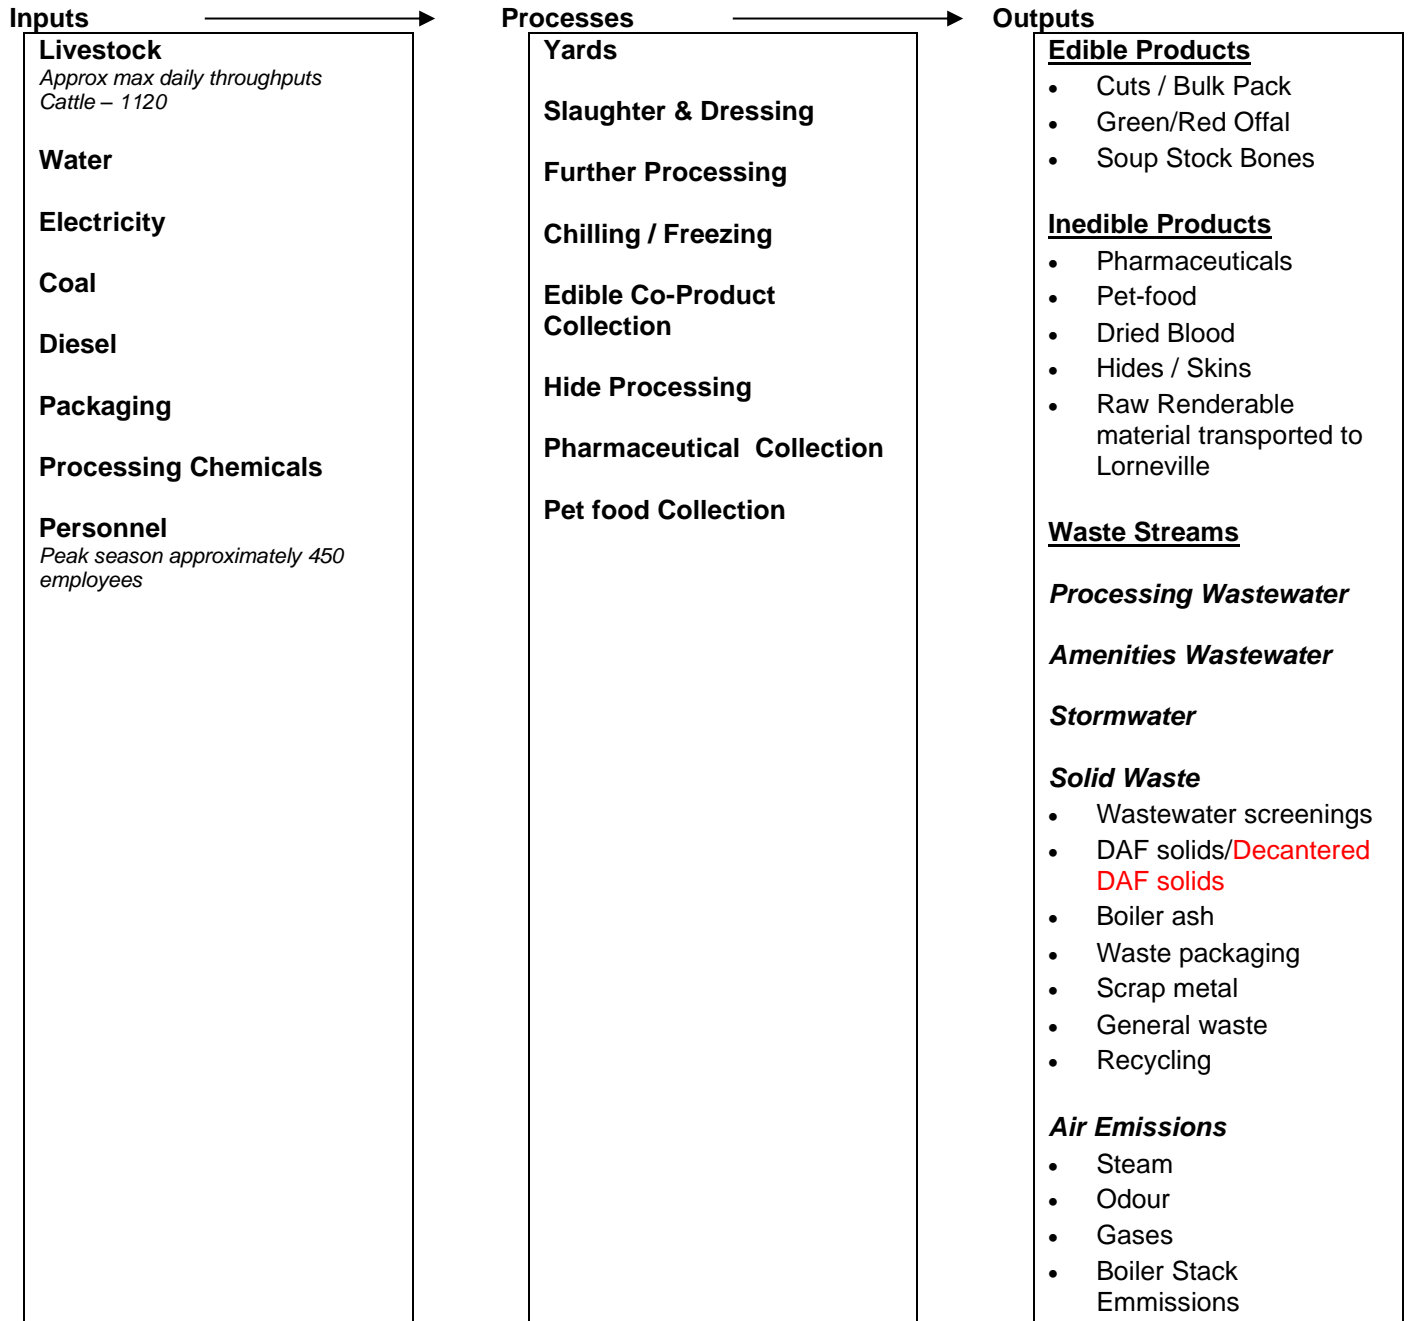 Inputs
Processes
Outputs
Livestock
Approx max daily throughputs
Cattle – 1120
Water
Electricity
Coal
Diesel
Packaging
Processing Chemicals
Personnel
Peak season approximately 450
employees
Yards
Slaughter & Dressing
Further Processing
Chilling / Freezing
Edible Co-Product
Collection
Hide Processing
Pharmaceutical Collection
Pet food Collection
Edible Products
• Cuts / Bulk Pack
• Green/Red Offal
• Soup Stock Bones
Inedible Products
• Pharmaceuticals
• Pet-food
• Dried Blood
• Hides / Skins
• Raw Renderable
material transported to
Lorneville
Waste Streams
Processing Wastewater
Amenities Wastewater
Stormwater
Solid Waste
• Wastewater screenings
• DAF solids/Decantered
DAF solids
• Boiler ash
• Waste packaging
• Scrap metal
• General waste
• Recycling
Air Emissions
• Steam
• Odour
• Gases
• Boiler Stack
Emmissions